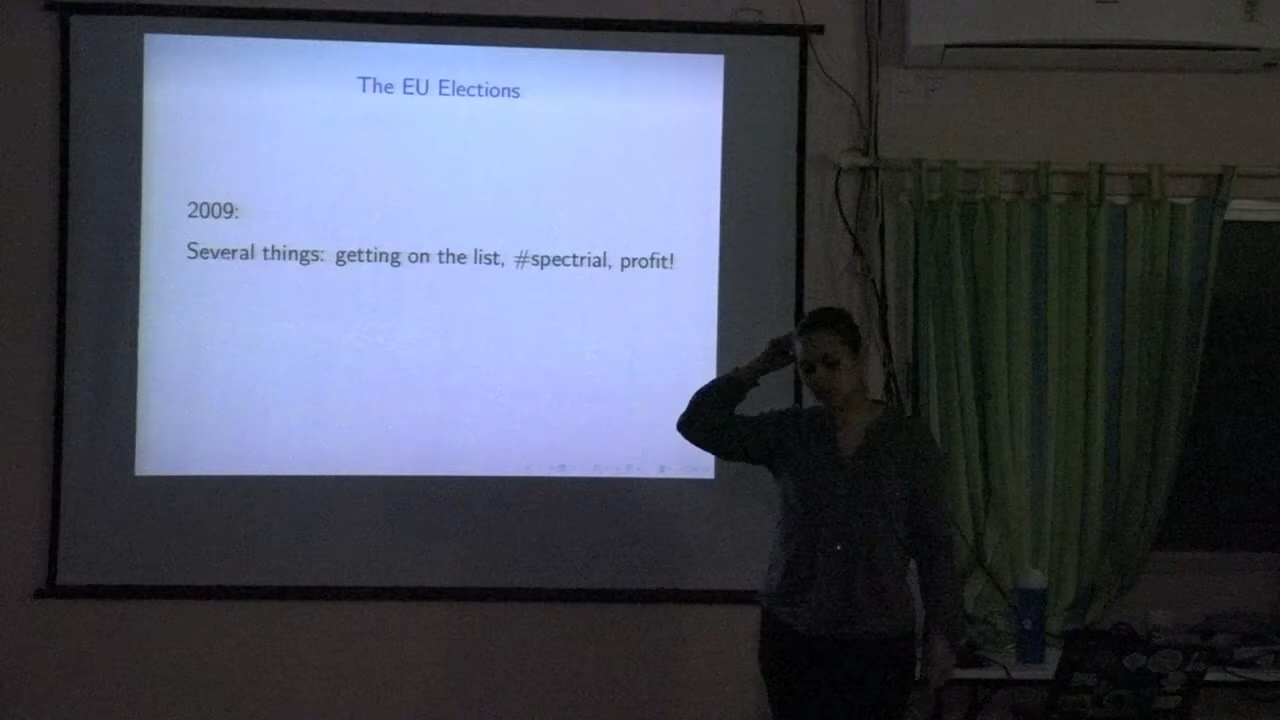 The EU Elections
2009:
Several things: getting on the list, #spectrial, profit!